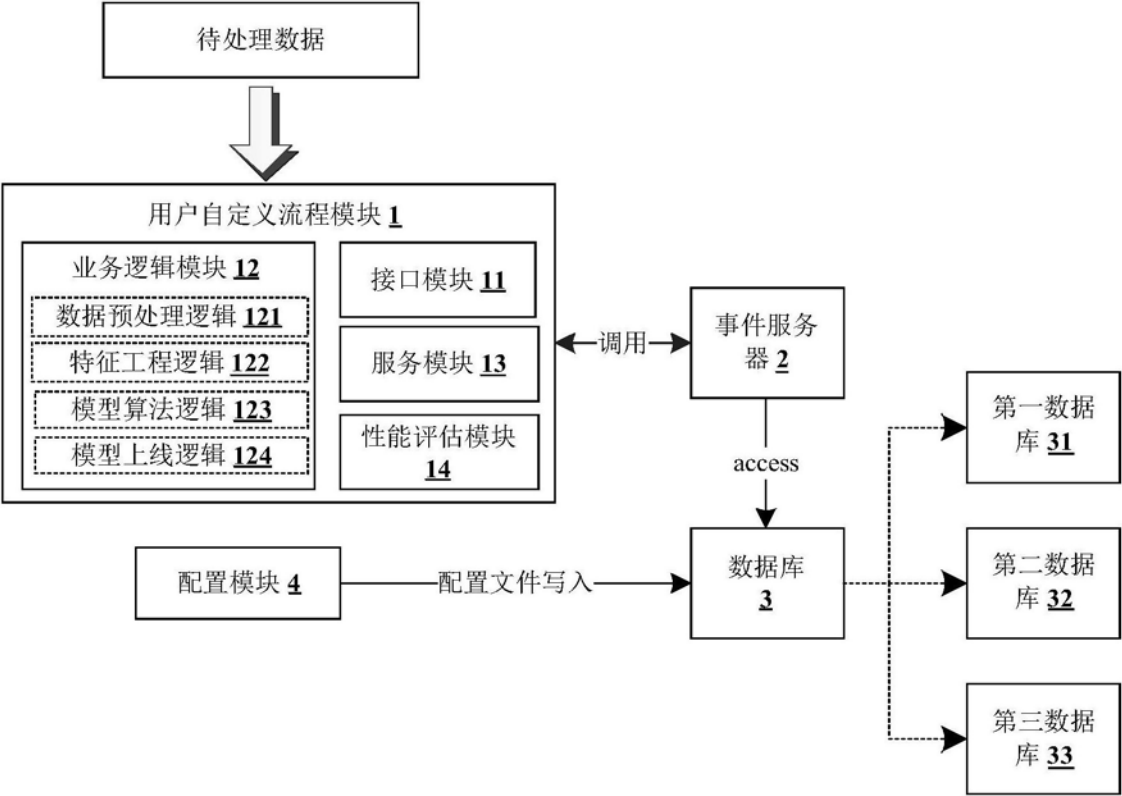 待处理数据
用户自定义流程模块 1
业务逻辑模块 12
数据预处理逻辑 121
特征工程逻辑 122
模型算法逻辑 123
模型上线逻辑 124
接口模块 11
服务模块 13
性能评估模块
14
调用
事件服务
器 2
access
配置模块 4
配置文件写入
数据库
3
第一数据
库 31
第二数据
库 32
第三数据
库 33